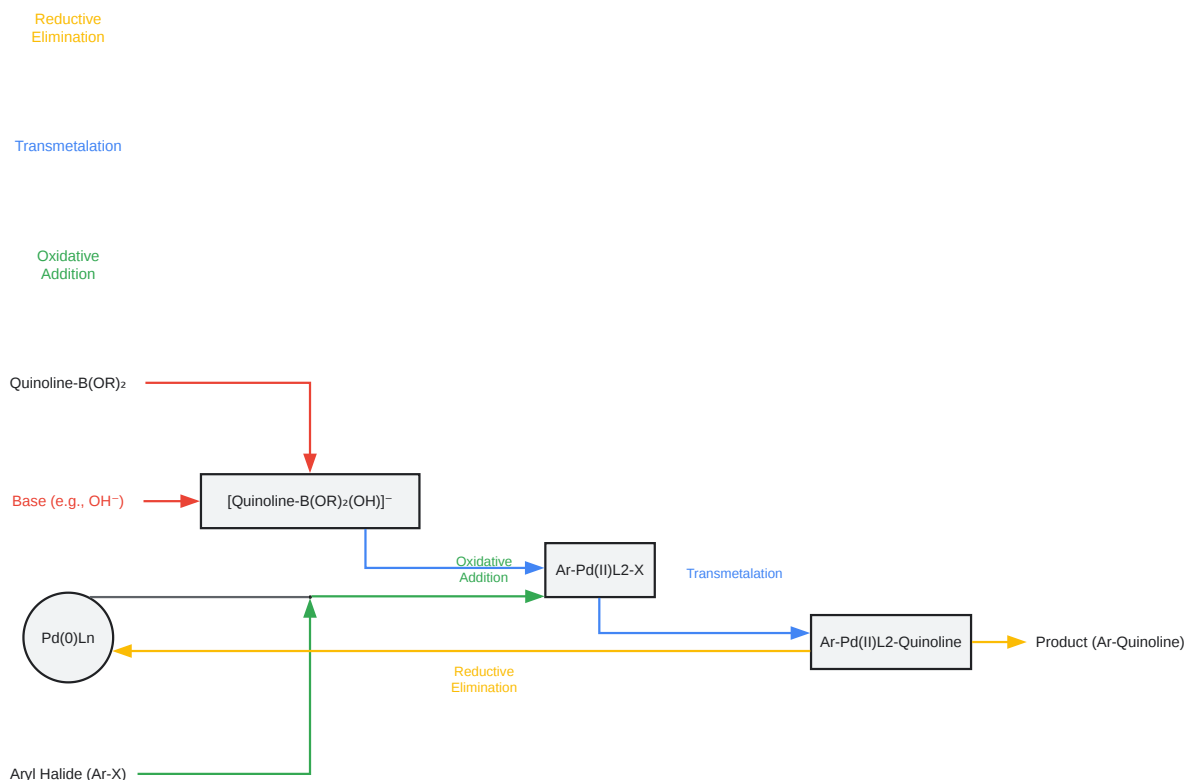 Reductive
Elimination
Transmetalation
Oxidative
Addition
Quinoline-B(OR)₂
Base (e.g., OH⁻)
[Quinoline-B(OR)₂(OH)]⁻
Oxidative
Addition
Ar-Pd(II)L2-X
Transmetalation
Pd(0)Ln
Ar-Pd(II)L2-Quinoline
Product (Ar-Quinoline)
Reductive
Elimination
Aryl Halide (Ar-X)